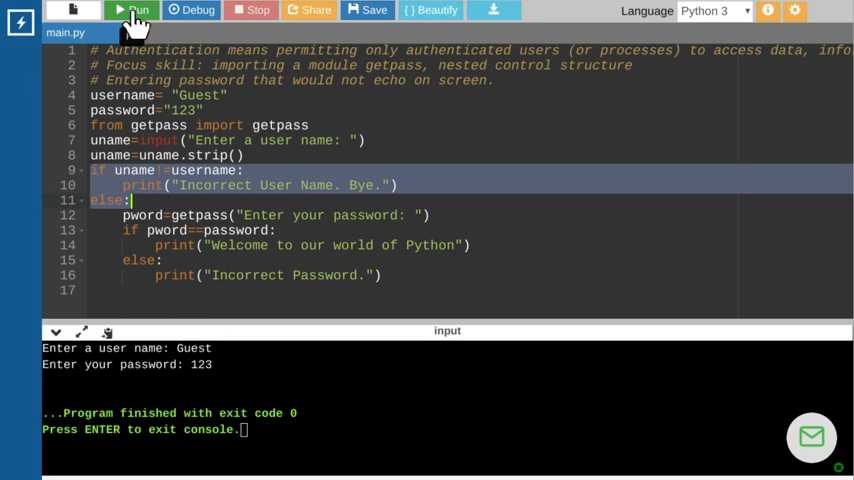 Run Debug Stop Share Save { } Beautify
Language Python 3
main.py
1 # Authentication means permitting only authenticated users (or processes) to access data, info
2 # Focus skill: importing a module getpass, nested control structure
3 # Entering password that would not echo on screen.
4 username= "Guest"
5 password="123"
6 from getpass import getpass
7 uname=input("Enter a user name: ")
8 uname=uname.strip()
9 if uname!=username:
10 print("Incorrect User Name. Bye.")
11 else:
12 pword=getpass("Enter your password: ")
13 if pword==password:
14 print("Welcome to our world of Python")
15 else:
16 print("Incorrect Password.")
17
input
Enter a user name: Guest
Enter your password: 123
...Program finished with exit code 0
Press ENTER to exit console.